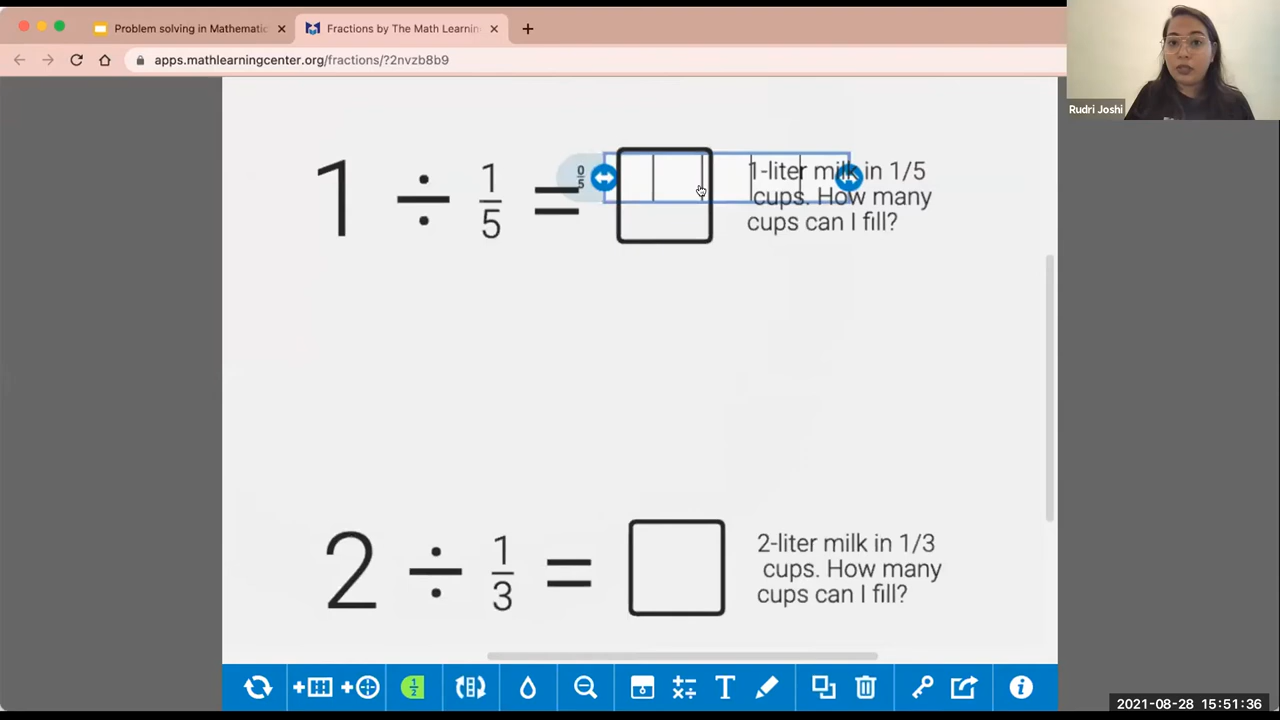 Problem solving in Mathematic
Fractions by The Math Learnin
apps.mathlearningcenter.org/fractions/?2nvzb8b9
Rudri Joshi
1 ÷ 1/5 =
0/5
1-liter milk in 1/5
cups. How many
cups can I fill?
2 ÷ 1/3 =
2-liter milk in 1/3
cups. How many
cups can I fill?
1/2
T
2021-08-28 15:51:36